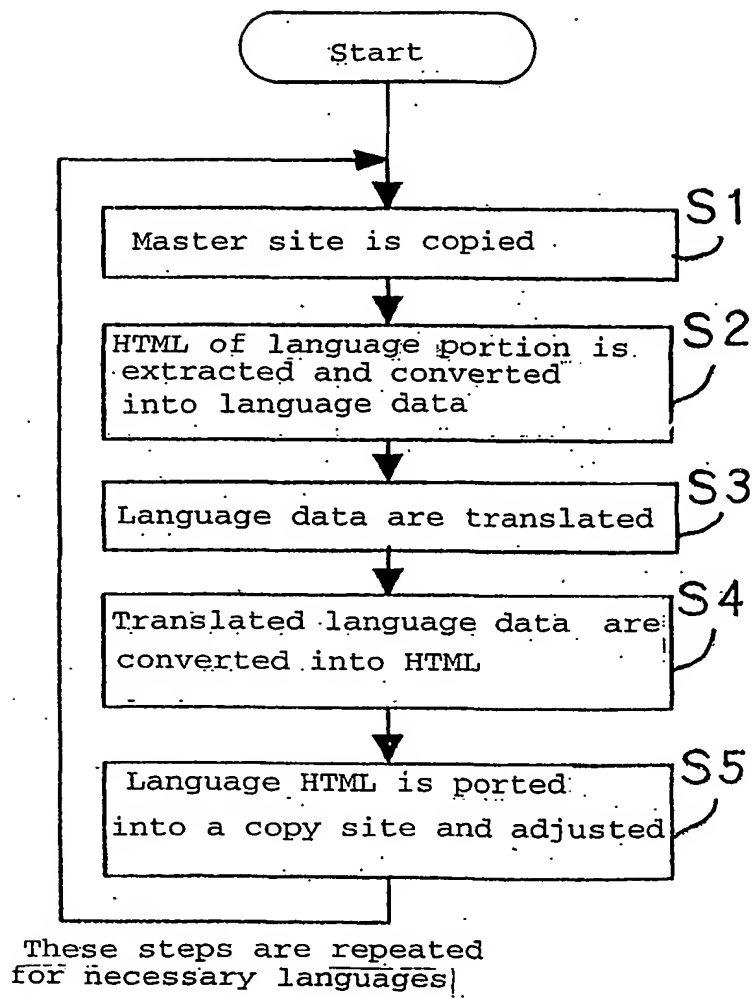 Start
S1
Master site is copied
S2
HTML of language portion is
extracted and converted
into language data
S3
Language data are translated
S4
Translated language data are
converted into HTML
S5
Language HTML is ported
into a copy site and adjusted
These steps are repeated
for necessary languages